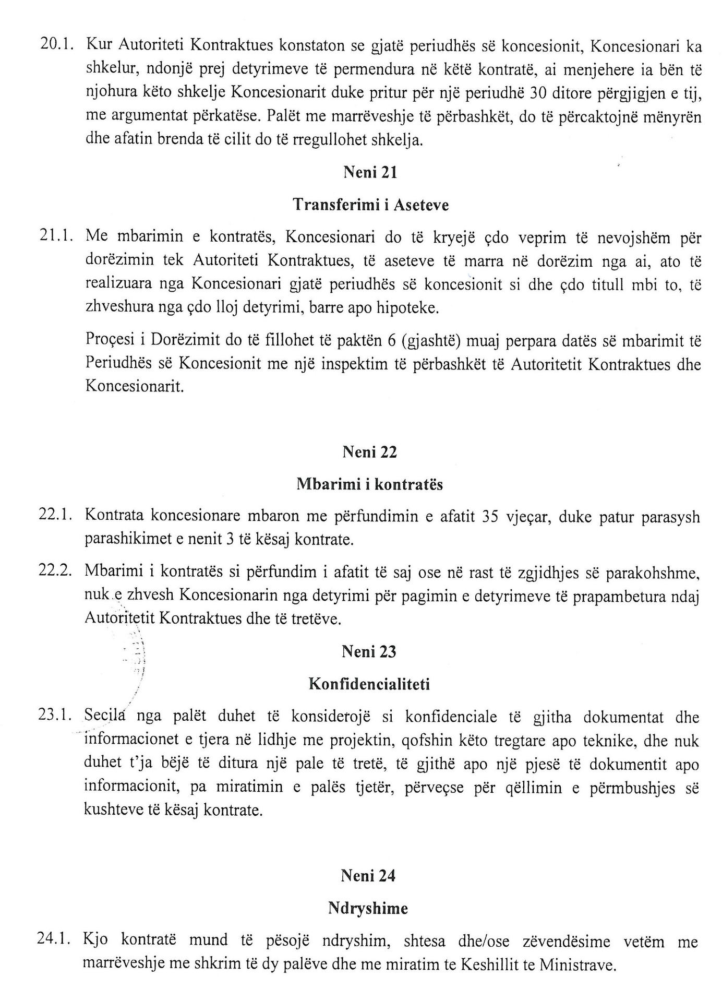 20.1. Kur Autoriteti Kontraktues konstaton se gjatë periudhës së koncesionit, Koncesionari ka
shkelur, ndonjë prej detyrimeve të permendura në këtë kontratë, ai menjehere ia bën të
njohura këto shkelje Koncesionarit duke pritur për një periudhë 30 ditore përgjigjen e tij,
me argumentat përkatëse. Palët me marrëveshje të përbashkët, do të përcaktojnë mënyrën
dhe afatin brenda të cilit do të rregullohet shkelja.
Neni 21
Transferimi i Aseteve
21.1. Me mbarimin e kontratës, Koncesionari do të kryejë çdo veprim të nevojshëm për
dorëzimin tek Autoriteti Kontraktues, të aseteve të marra në dorëzim nga ai, ato të
realizuara nga Koncesionari gjatë periudhës së koncesionit si dhe çdo titull mbi to, të
zhveshura nga çdo lloj detyrimi, barre apo hipoteke.
Proçesi i Dorëzimit do të fillohet të paktën 6 (gjashtë) muaj perpara datës së mbarimit të
Periudhës së Koncesionit me një inspektim të përbashkët të Autoritetit Kontraktues dhe
Koncesionarit.
Neni 22
Mbarimi i kontratës
22.1. Kontrata koncesionare mbaron me përfundimin e afatit 35 vjeçar, duke patur parasysh
parashikimet e nenit 3 të kësaj kontrate.
22.2. Mbarimi i kontratës si përfundim i afatit të saj ose në rast të zgjidhjes së parakohshme,
nuk e zhvesh Koncesionarin nga detyrimi për pagimin e detyrimeve të prapambetura ndaj
Autoritetit Kontraktues dhe të tretëve.
Neni 23
Konfidencialiteti
23.1. Secila nga palët duhet të konsiderojë si konfidenciale të gjitha dokumentat dhe
informacionet e tjera në lidhje me projektin, qofshin këto tregtare apo teknike, dhe nuk
duhet t'ja bëjë të ditura një pale të tretë, të gjithë apo një pjesë të dokumentit apo
informacionit, pa miratimin e palës tjetër, përveçse për qëllimin e përmbushjes së
kushteve të kësaj kontrate.
Neni 24
Ndryshime
24.1. Kjo kontratë mund të pësojë ndryshim, shtesa dhe/ose zëvendësime vetëm me
marrëveshje me shkrim të dy palëve dhe me miratim te Keshillit te Ministrave.